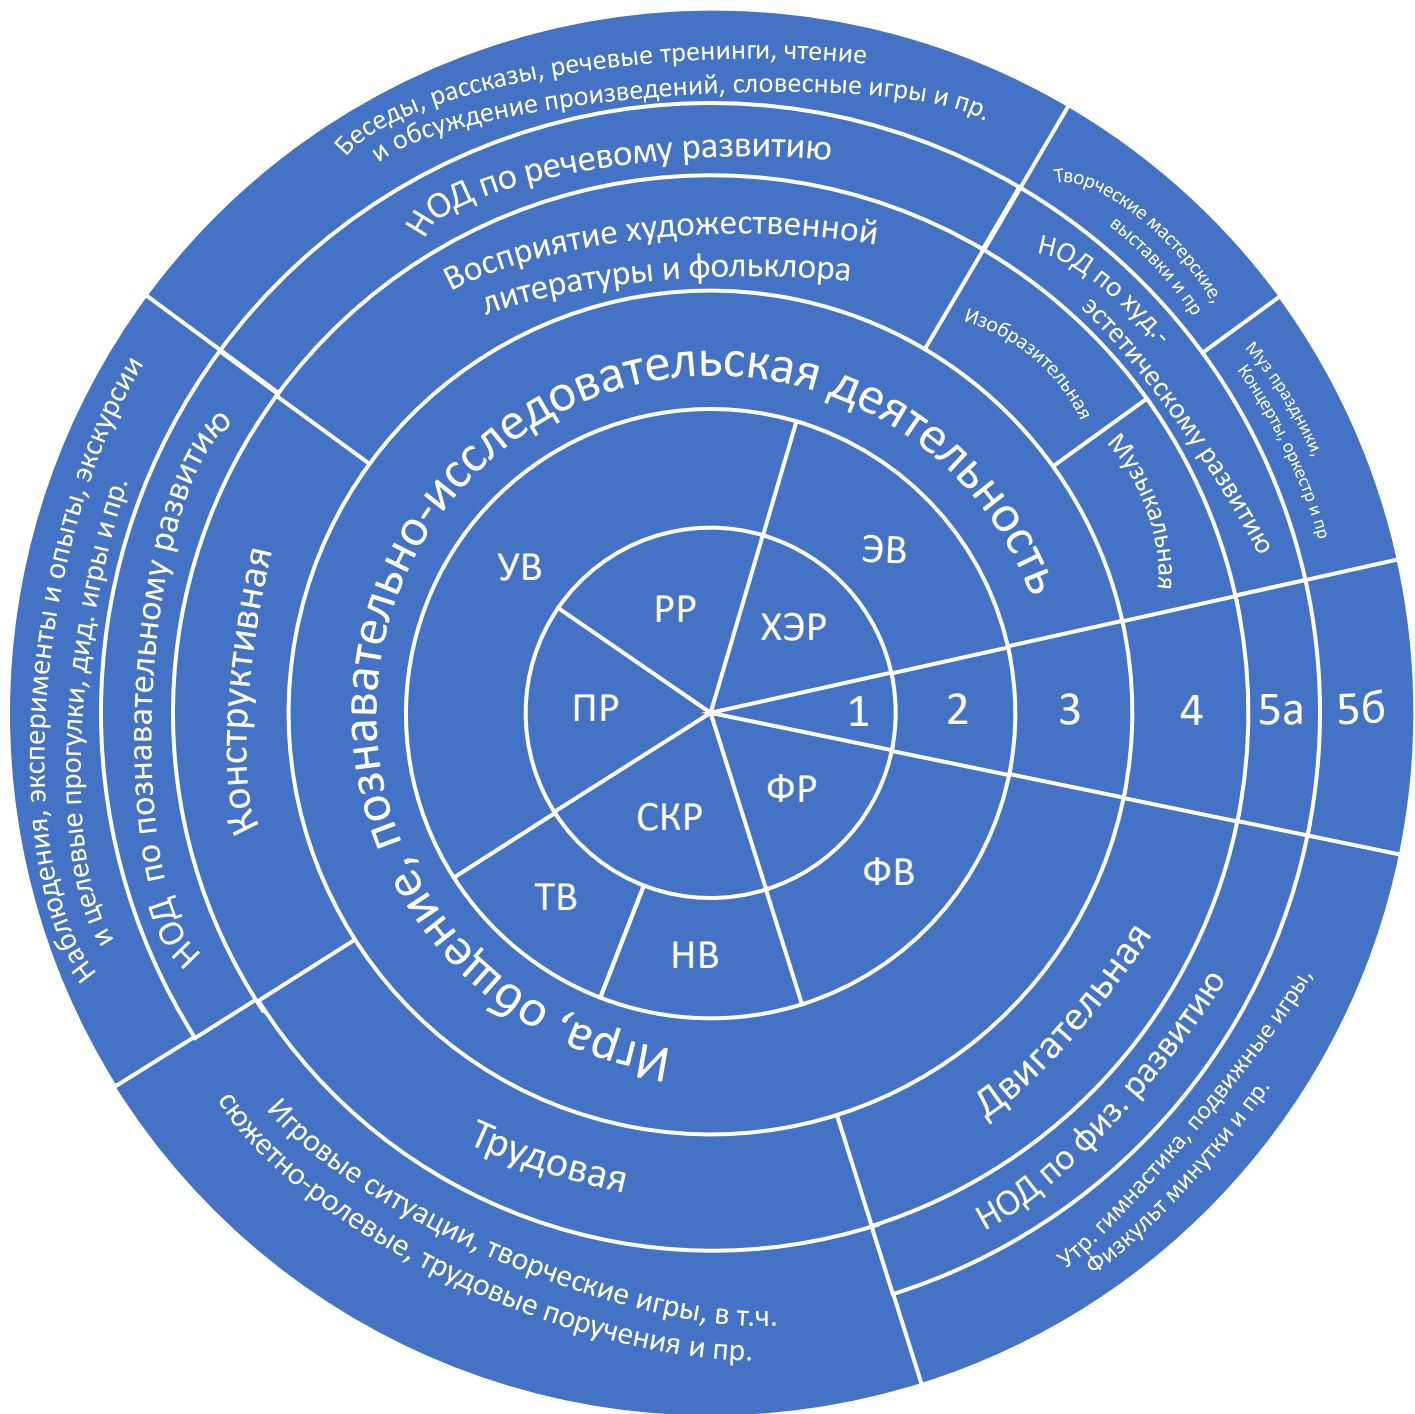 Беседы, рассказы, речевые тренинги, чтение
и обсуждение произведений, словесные игры и пр.
НОД по речевому развитию
Восприятие художественной
литературы и фольклора
Творческие мастерские,
выставки и пр
НОД по худ.-
эстетическому развитию
Изобразительная
Муз праздники,
Концерты, оркестр и пр
Музыкальная
Наблюдения, эксперименты и опыты, экскурсии
и целевые прогулки, дид. игры и пр.
НОД по познавательному развитию
Конструктивная
Игра, общение, познавательно-исследовательская деятельность
УВ
ЭВ
РР
ХЭР
ПР
1
2
3
4
5а
5б
СКР
ФР
ТВ
НВ
ФВ
Двигательная
НОД по физ. развитию
Утр. гимнастика, подвижные игры,
Физкульт минутки и пр.
Трудовая
Игровые ситуации, творческие игры, в т.ч.
сюжетно-ролевые, трудовые поручения и пр.